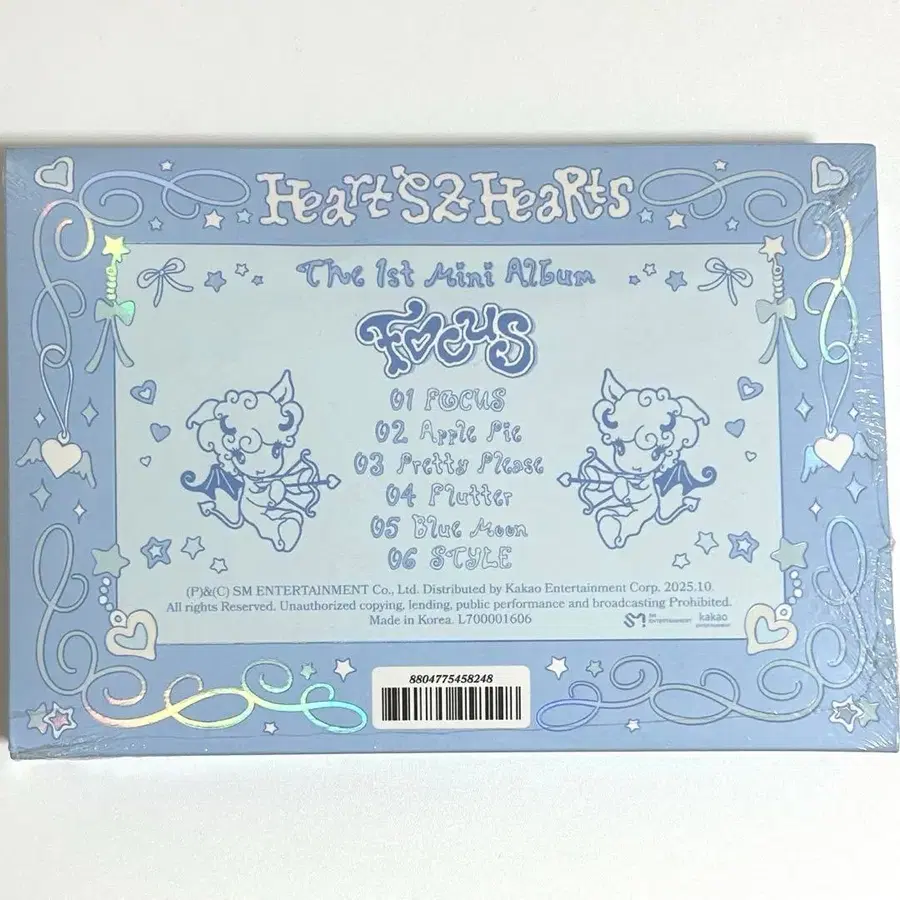 Heart's2Hearts
The 1st Mini Album
FOCUS
01 FOCUS
02 Apple Pie
03 Pretty Please
04 Flutter
05 Blue Moon
06 STYLE
(P)&(C) SM ENTERTAINMENT Co., Ltd. Distributed by Kakao Entertainment Corp. 2025.10.
All rights Reserved. Unauthorized copying, lending, public performance and broadcasting Prohibited.
Made in Korea. L700001606
SM ENTERTAINMENT kakao ENTERTAINMENT
8804775458248